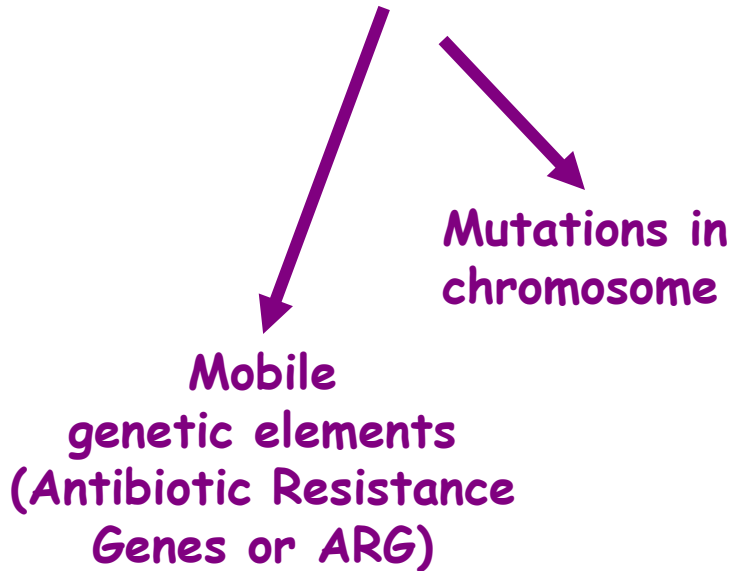 Mutations in
chromosome
Mobile
genetic elements
(Antibiotic Resistance
Genes or ARG)